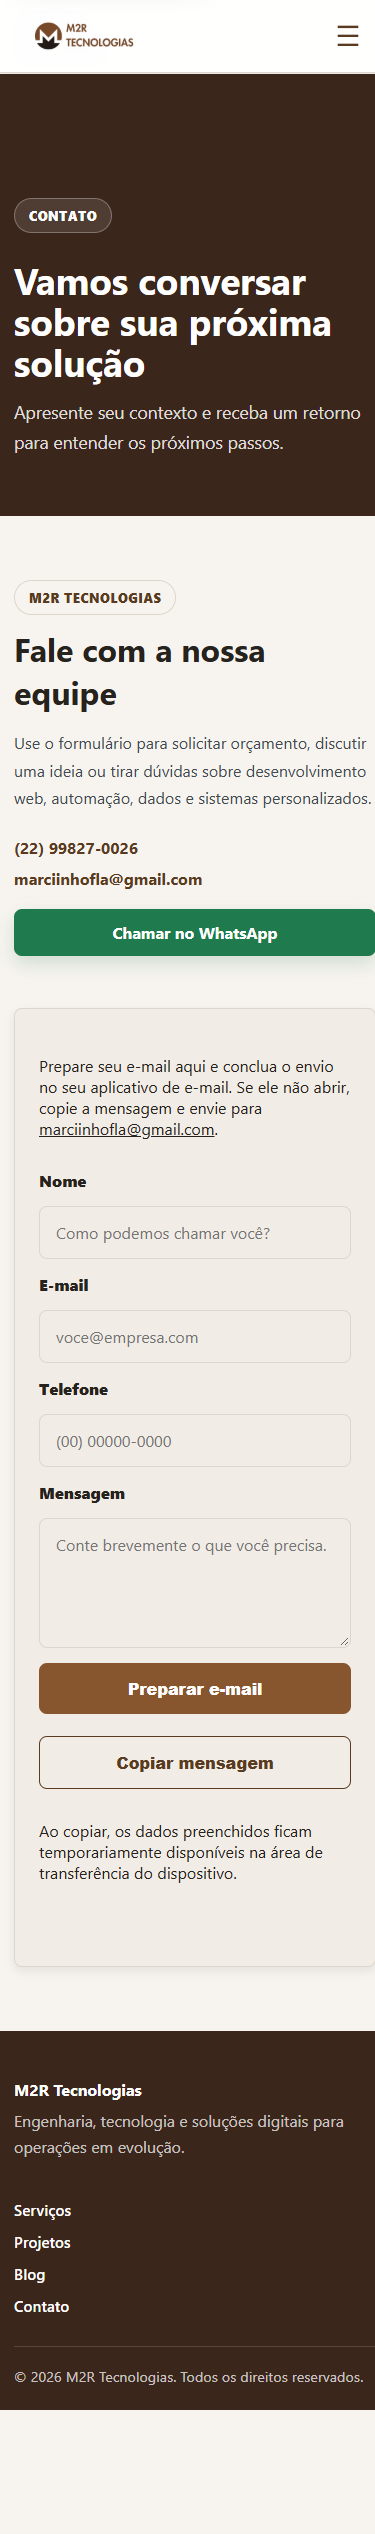 M2R
TECNOLOGIAS
CONTATO
Vamos conversar
sobre sua próxima
solução
Apresente seu contexto e receba um retorno
para entender os próximos passos.
M2R TECNOLOGIAS
Fale com a nossa
equipe
Use o formulário para solicitar orçamento, discutir
uma ideia ou tirar dúvidas sobre desenvolvimento
web, automação, dados e sistemas personalizados.
(22) 99827-0026
marciinhofla@gmail.com
Chamar no WhatsApp
Prepare seu e-mail aqui e conclua o envio
no seu aplicativo de e-mail. Se ele não abrir,
copie a mensagem e envie para
marciinhofla@gmail.com.
Nome
Como podemos chamar você?
E-mail
voce@empresa.com
Telefone
(00) 00000-0000
Mensagem
Conte brevemente o que você precisa.
Preparar e-mail
Copiar mensagem
Ao copiar, os dados preenchidos ficam
temporariamente disponíveis na área de
transferência do dispositivo.
M2R Tecnologias
Engenharia, tecnologia e soluções digitais para
operações em evolução.
Serviços
Projetos
Blog
Contato
© 2026 M2R Tecnologias. Todos os direitos reservados.